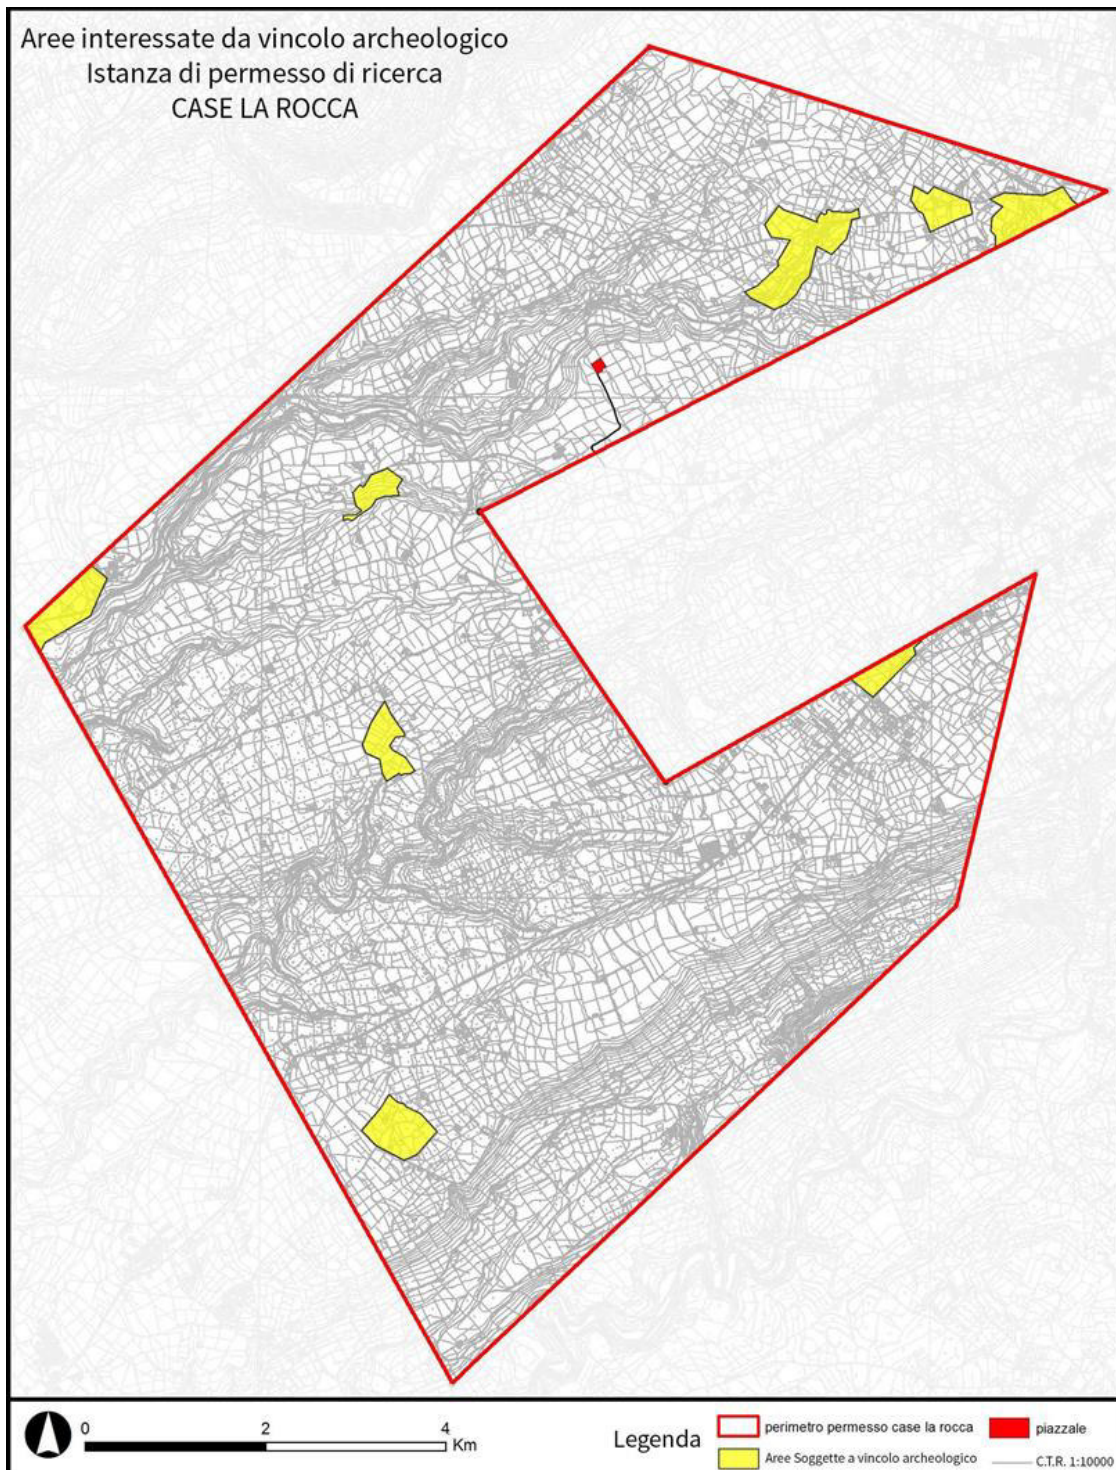 Aree interessate da vincolo archeologico
Istanza di permesso di ricerca
CASE LA ROCCA
0 2 4
Km
Legenda
perimetro permesso case la rocca
piazzale
Aree Soggette a vincolo archeologico
C.T.R. 1:10000